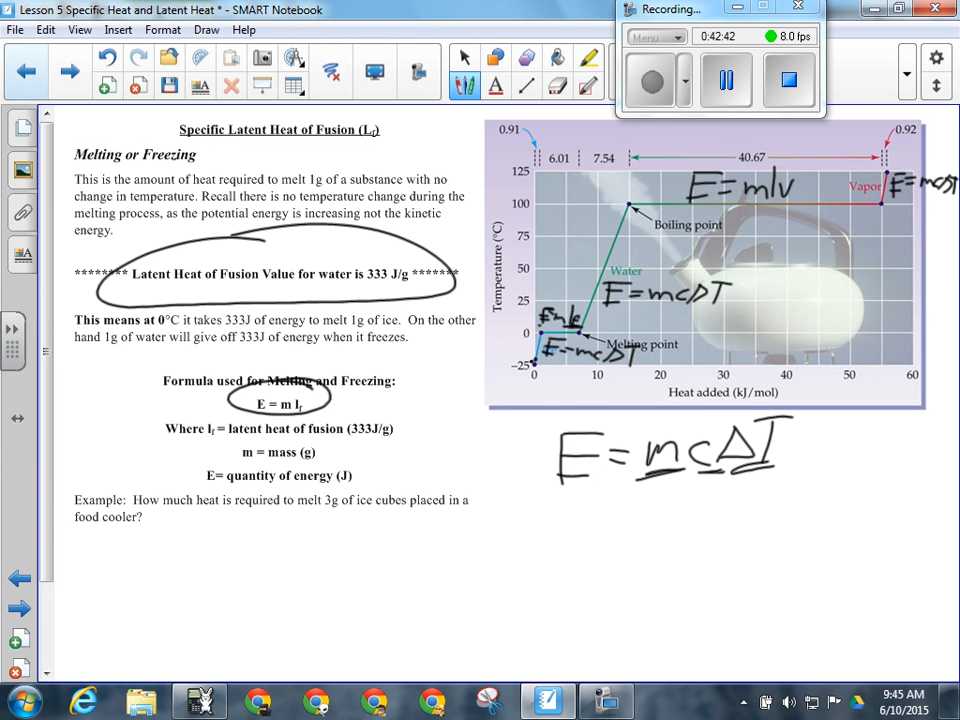 Lesson 5 Specific Heat and Latent Heat * - SMART Notebook
Recording...
File Edit View Insert Format Draw Help
Menu
0:42:42
8.0 fps
Specific Latent Heat of Fusion (Lf)
Melting or Freezing
This is the amount of heat required to melt 1g of a substance with no
change in temperature. Recall there is no temperature change during the
melting process, as the potential energy is increasing not the kinetic
energy.
******** Latent Heat of Fusion Value for water is 333 J/g *******
This means at 0°C it takes 333J of energy to melt 1g of ice. On the other
hand 1g of water will give off 333J of energy when it freezes.
Formula used for Melting and Freezing:
E = m lf
Where lf = latent heat of fusion (333J/g)
m = mass (g)
E= quantity of energy (J)
Example: How much heat is required to melt 3g of ice cubes placed in a
food cooler?
0.91
0.92
6.01 7.54 40.67
125
100
75
50
25
0
−25
Temperature (°C)
E=mlv
Vapor
E=mcΔT
Boiling point
Water
E=mcΔT
Melting point
E=mcΔT
0 10 20 30 40 50 60
Heat added (kJ/mol)
E=mcΔT
9:45 AM
6/10/2015